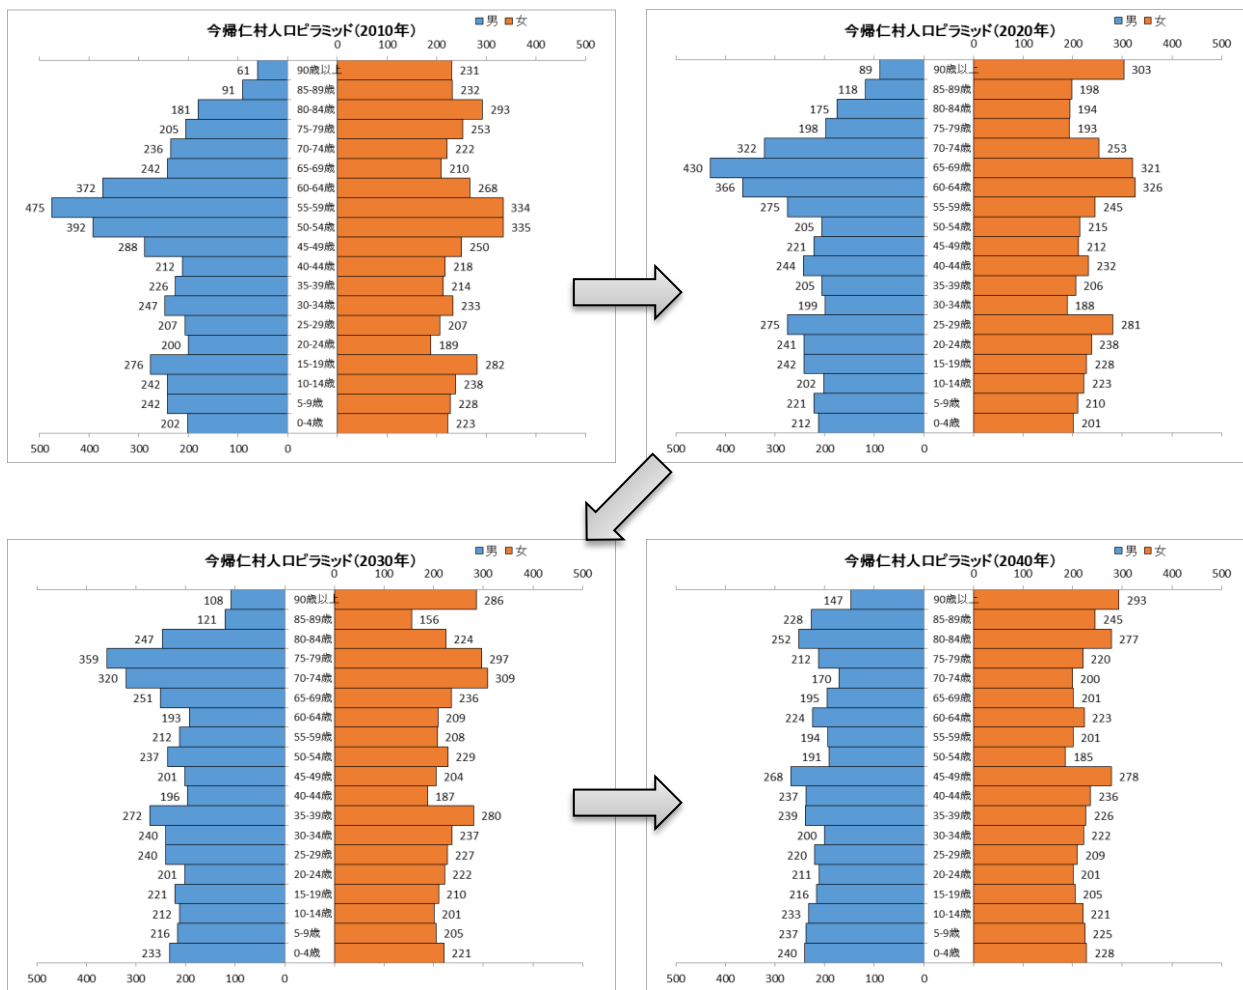 今帰仁村人口ピラミッド(2010年)
■男 ■女
0 100 200 300 400 500
61 90歳以上 231
91 85-89歳 232
181 80-84歳 293
205 75-79歳 253
236 70-74歳 222
242 65-69歳 210
372 60-64歳 268
475 55-59歳 334
392 50-54歳 335
288 45-49歳 250
212 40-44歳 218
226 35-39歳 214
247 30-34歳 233
207 25-29歳 207
200 20-24歳 189
276 15-19歳 282
242 10-14歳 238
242 5-9歳 228
202 0-4歳 223
500 400 300 200 100 0
今帰仁村人口ピラミッド(2020年)
■男 ■女
0 100 200 300 400 500
89 90歳以上 303
118 85-89歳 198
175 80-84歳 194
198 75-79歳 193
322 70-74歳 253
430 65-69歳 321
366 60-64歳 326
275 55-59歳 245
205 50-54歳 215
221 45-49歳 212
244 40-44歳 232
205 35-39歳 206
199 30-34歳 188
275 25-29歳 281
241 20-24歳 238
242 15-19歳 228
202 10-14歳 223
221 5-9歳 210
212 0-4歳 201
500 400 300 200 100 0
今帰仁村人口ピラミッド(2030年)
■男 ■女
0 100 200 300 400 500
108 90歳以上 286
121 85-89歳 156
247 80-84歳 224
359 75-79歳 297
320 70-74歳 309
251 65-69歳 236
193 60-64歳 209
212 55-59歳 208
237 50-54歳 229
201 45-49歳 204
196 40-44歳 187
272 35-39歳 280
240 30-34歳 237
240 25-29歳 227
201 20-24歳 222
221 15-19歳 210
212 10-14歳 201
216 5-9歳 205
233 0-4歳 221
500 400 300 200 100 0
今帰仁村人口ピラミッド(2040年)
■男 ■女
0 100 200 300 400 500
147 90歳以上 293
228 85-89歳 245
252 80-84歳 277
212 75-79歳 220
170 70-74歳 200
195 65-69歳 201
224 60-64歳 223
194 55-59歳 201
191 50-54歳 185
268 45-49歳 278
237 40-44歳 236
239 35-39歳 226
200 30-34歳 222
220 25-29歳 209
211 20-24歳 201
216 15-19歳 205
233 10-14歳 221
237 5-9歳 225
240 0-4歳 228
500 400 300 200 100 0